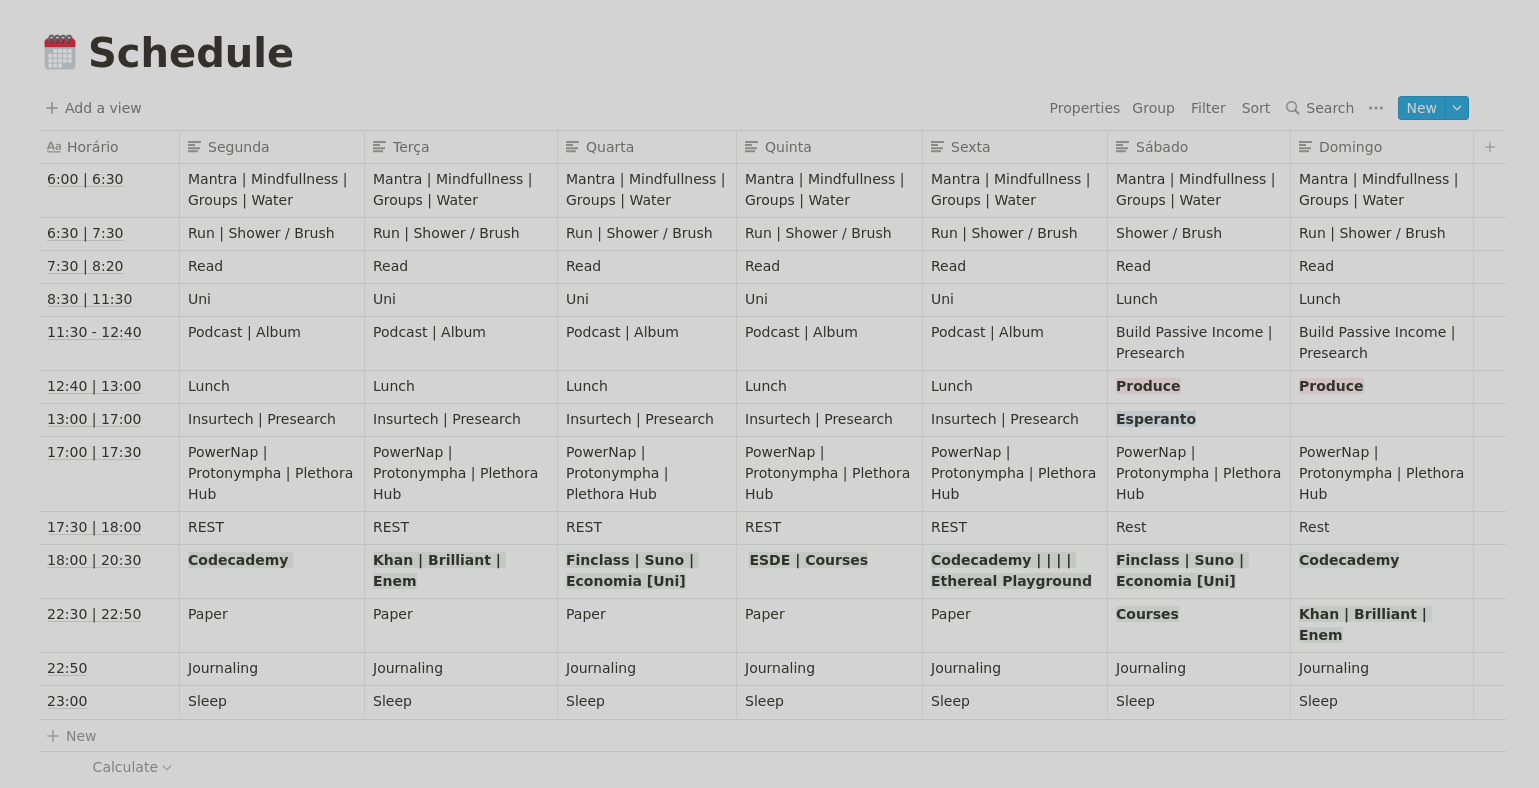 Schedule
Add a view
Properties Group Filter Sort Search ••• New
Aa Horário Segunda Terça Quarta Quinta Sexta Sábado Domingo
6:00 | 6:30 Mantra | Mindfullness | Mantra | Mindfullness | Mantra | Mindfullness | Mantra | Mindfullness | Mantra | Mindfullness | Mantra | Mindfullness | Mantra | Mindfullness |
Groups | Water Groups | Water Groups | Water Groups | Water Groups | Water Groups | Water Groups | Water
6:30 | 7:30 Run | Shower / Brush Run | Shower / Brush Run | Shower / Brush Run | Shower / Brush Run | Shower / Brush Shower / Brush Run | Shower / Brush
7:30 | 8:20 Read Read Read Read Read Read Read
8:30 | 11:30 Uni Uni Uni Uni Uni Lunch Lunch
11:30 - 12:40 Podcast | Album Podcast | Album Podcast | Album Podcast | Album Podcast | Album Build Passive Income | Build Passive Income |
Presearch Presearch
12:40 | 13:00 Lunch Lunch Lunch Lunch Lunch Produce Produce
13:00 | 17:00 Insurtech | Presearch Insurtech | Presearch Insurtech | Presearch Insurtech | Presearch Insurtech | Presearch Esperanto
17:00 | 17:30 PowerNap | PowerNap | PowerNap | PowerNap | PowerNap | PowerNap | PowerNap |
Protonympha | Plethora Protonympha | Plethora Protonympha | Protonympha | Plethora Protonympha | Plethora Protonympha | Plethora Protonympha | Plethora
Hub Hub Plethora Hub Hub Hub Hub Hub
17:30 | 18:00 REST REST REST REST REST Rest Rest
18:00 | 20:30 Codecademy Khan | Brilliant | Finclass | Suno | ESDE | Courses Codecademy | | | | Finclass | Suno | Codecademy
Enem Economia [Uni] Ethereal Playground Economia [Uni]
22:30 | 22:50 Paper Paper Paper Paper Paper Courses Khan | Brilliant |
Enem
22:50 Journaling Journaling Journaling Journaling Journaling Journaling Journaling
23:00 Sleep Sleep Sleep Sleep Sleep Sleep Sleep
New
Calculate